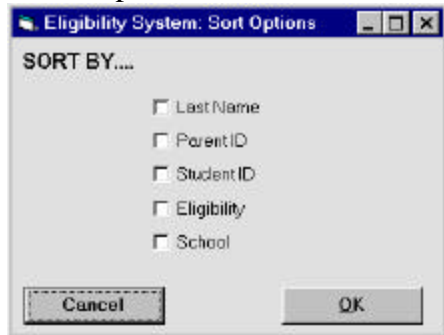 Eligibility System: Sort Options
SORT BY....
Last Name
Parent ID
Student ID
Eligibility
School
Cancel OK